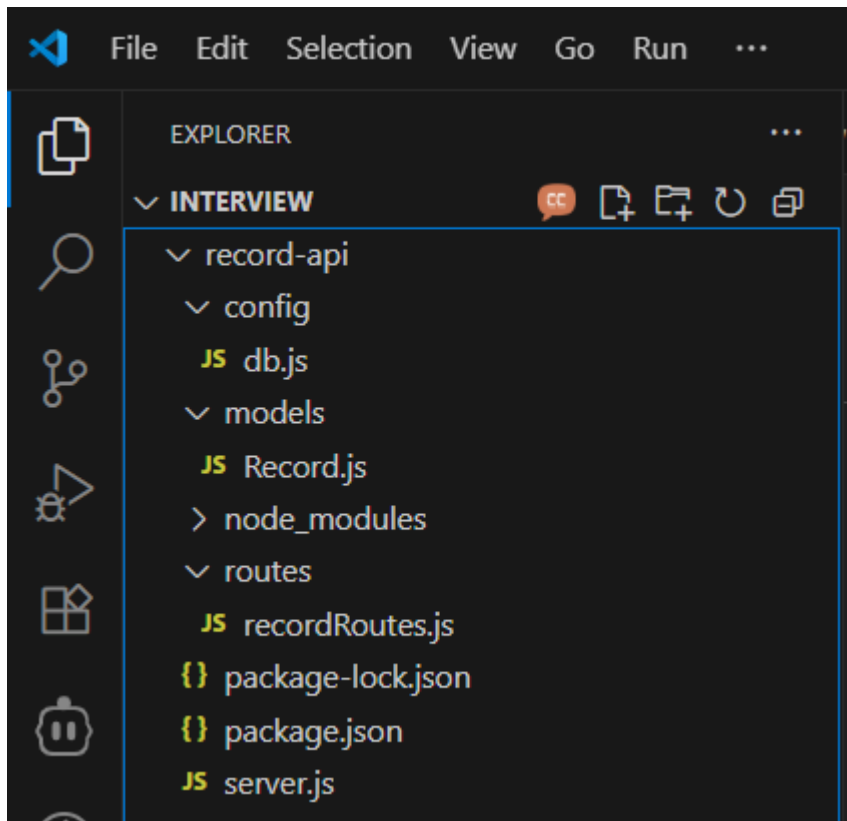 File Edit Selection View Go Run ...
EXPLORER ...
INTERVIEW CC
record-api
config
JS db.js
models
JS Record.js
node_modules
routes
JS recordRoutes.js
{} package-lock.json
{} package.json
JS server.js